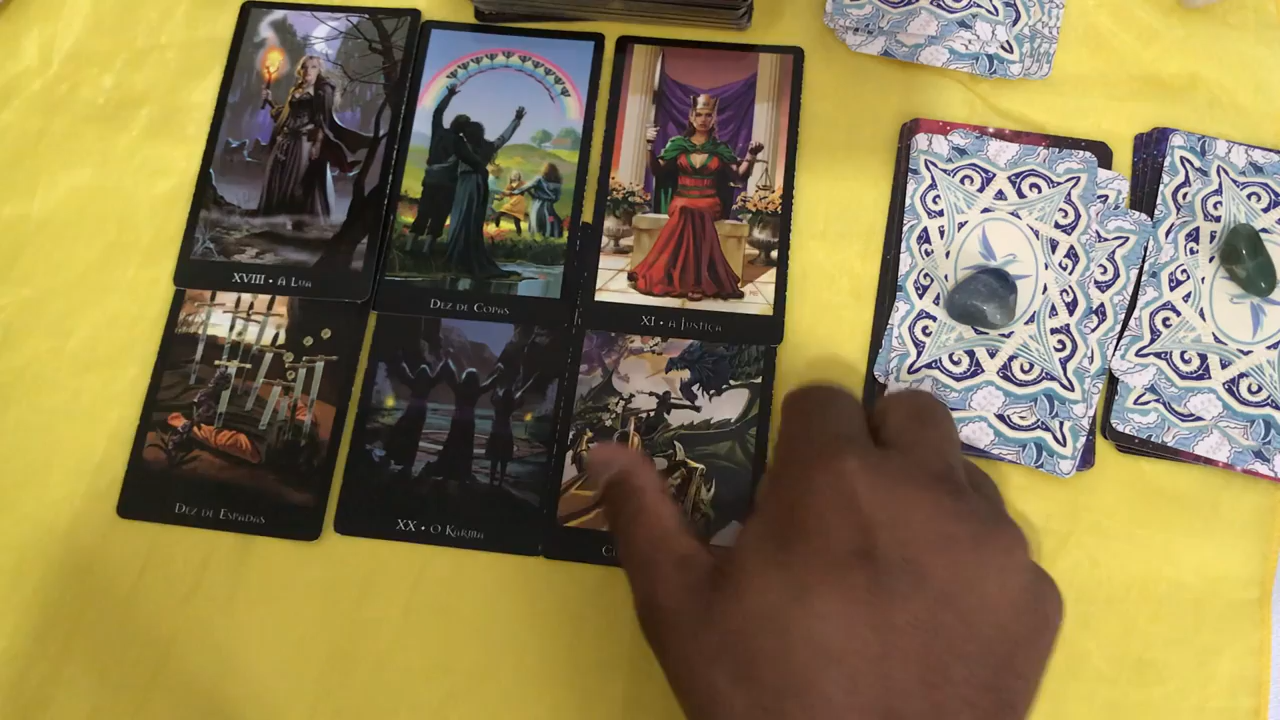 XVIII • A Lua
Dez de Copas
XI • A Justiça
Dez de Espadas
XX • O Karma